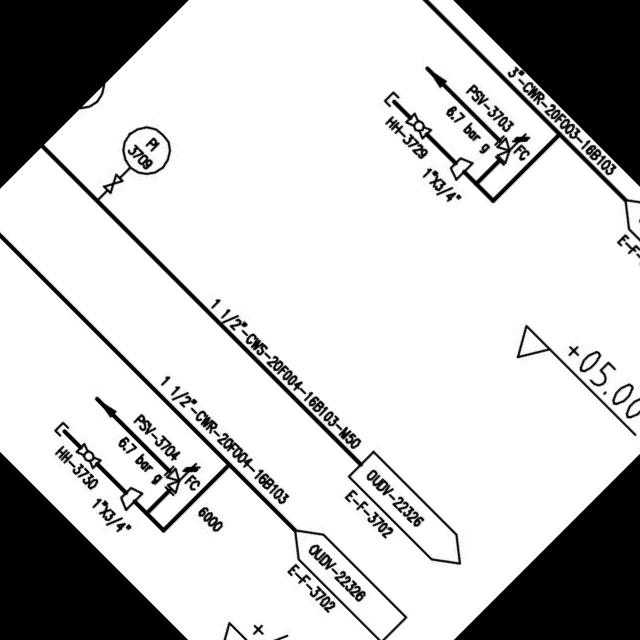 3"-CWR-20F003-16B103
PSV-3703
6.7 bar g
FC
HH-3729
1"X3/4"
E-F-
PI
3709
+05.00
1 1/2"-CWS-20F004-16B103-M50
1 1/2"-CWR-20F004-16B103
PSV-3704
6.7 bar g
FC
HH-3730
1"X3/4"
6000
OUDV-22326
E-F-3702
OUDV-22326
E-F-3702
+